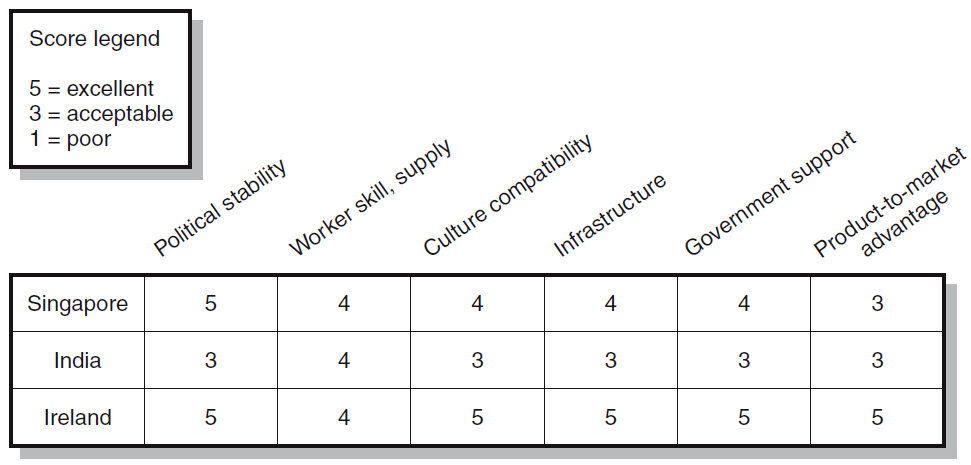 Score legend
5 = excellent
3 = acceptable
1 = poor
Political stability
Worker skill, supply
Culture compatibility
Infrastructure
Government support
Product-to-market
advantage
Singapore 5 4 4 4 4 3
India 3 4 3 3 3 3
Ireland 5 4 5 5 5 5